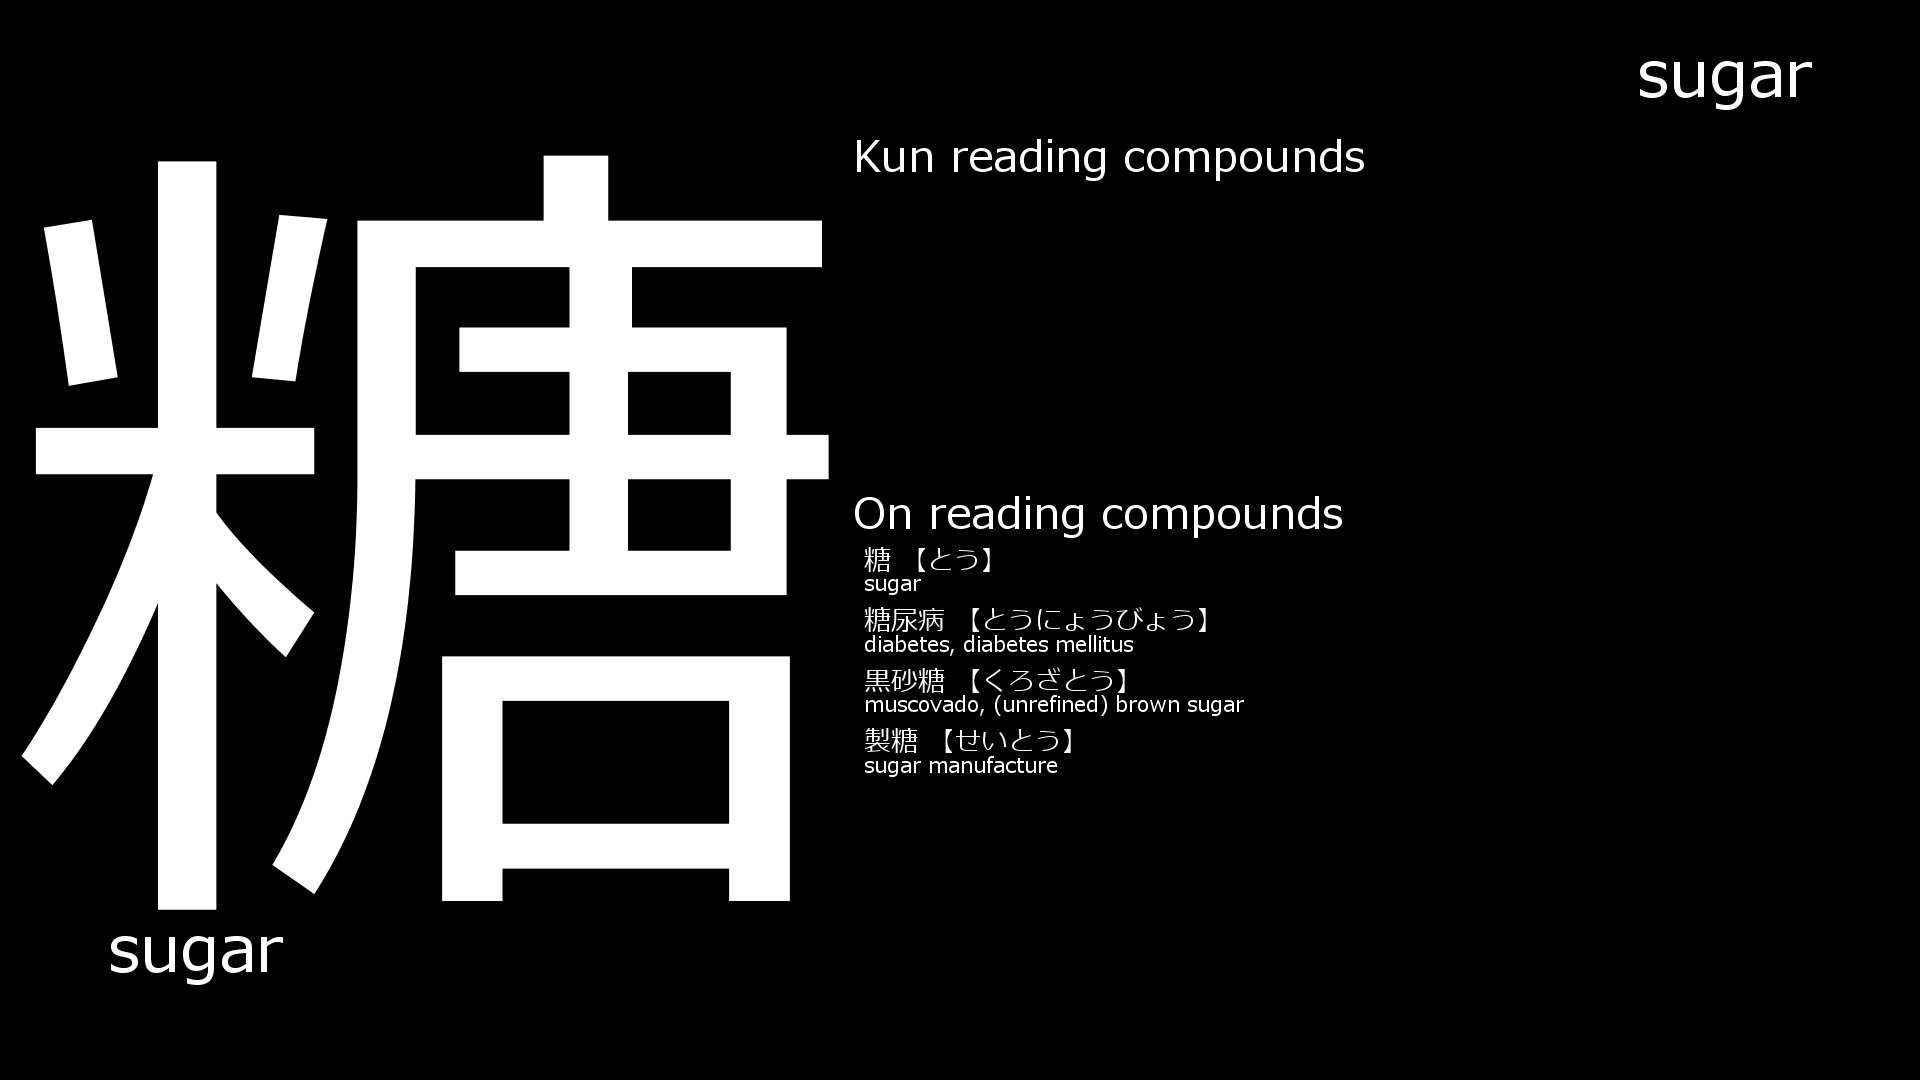 sugar
糖
sugar
Kun reading compounds
On reading compounds
糖 【とう】
sugar
糖尿病 【とうにょうびょう】
diabetes, diabetes mellitus
黒砂糖 【くろざとう】
muscovado, (unrefined) brown sugar
製糖 【せいとう】
sugar manufacture